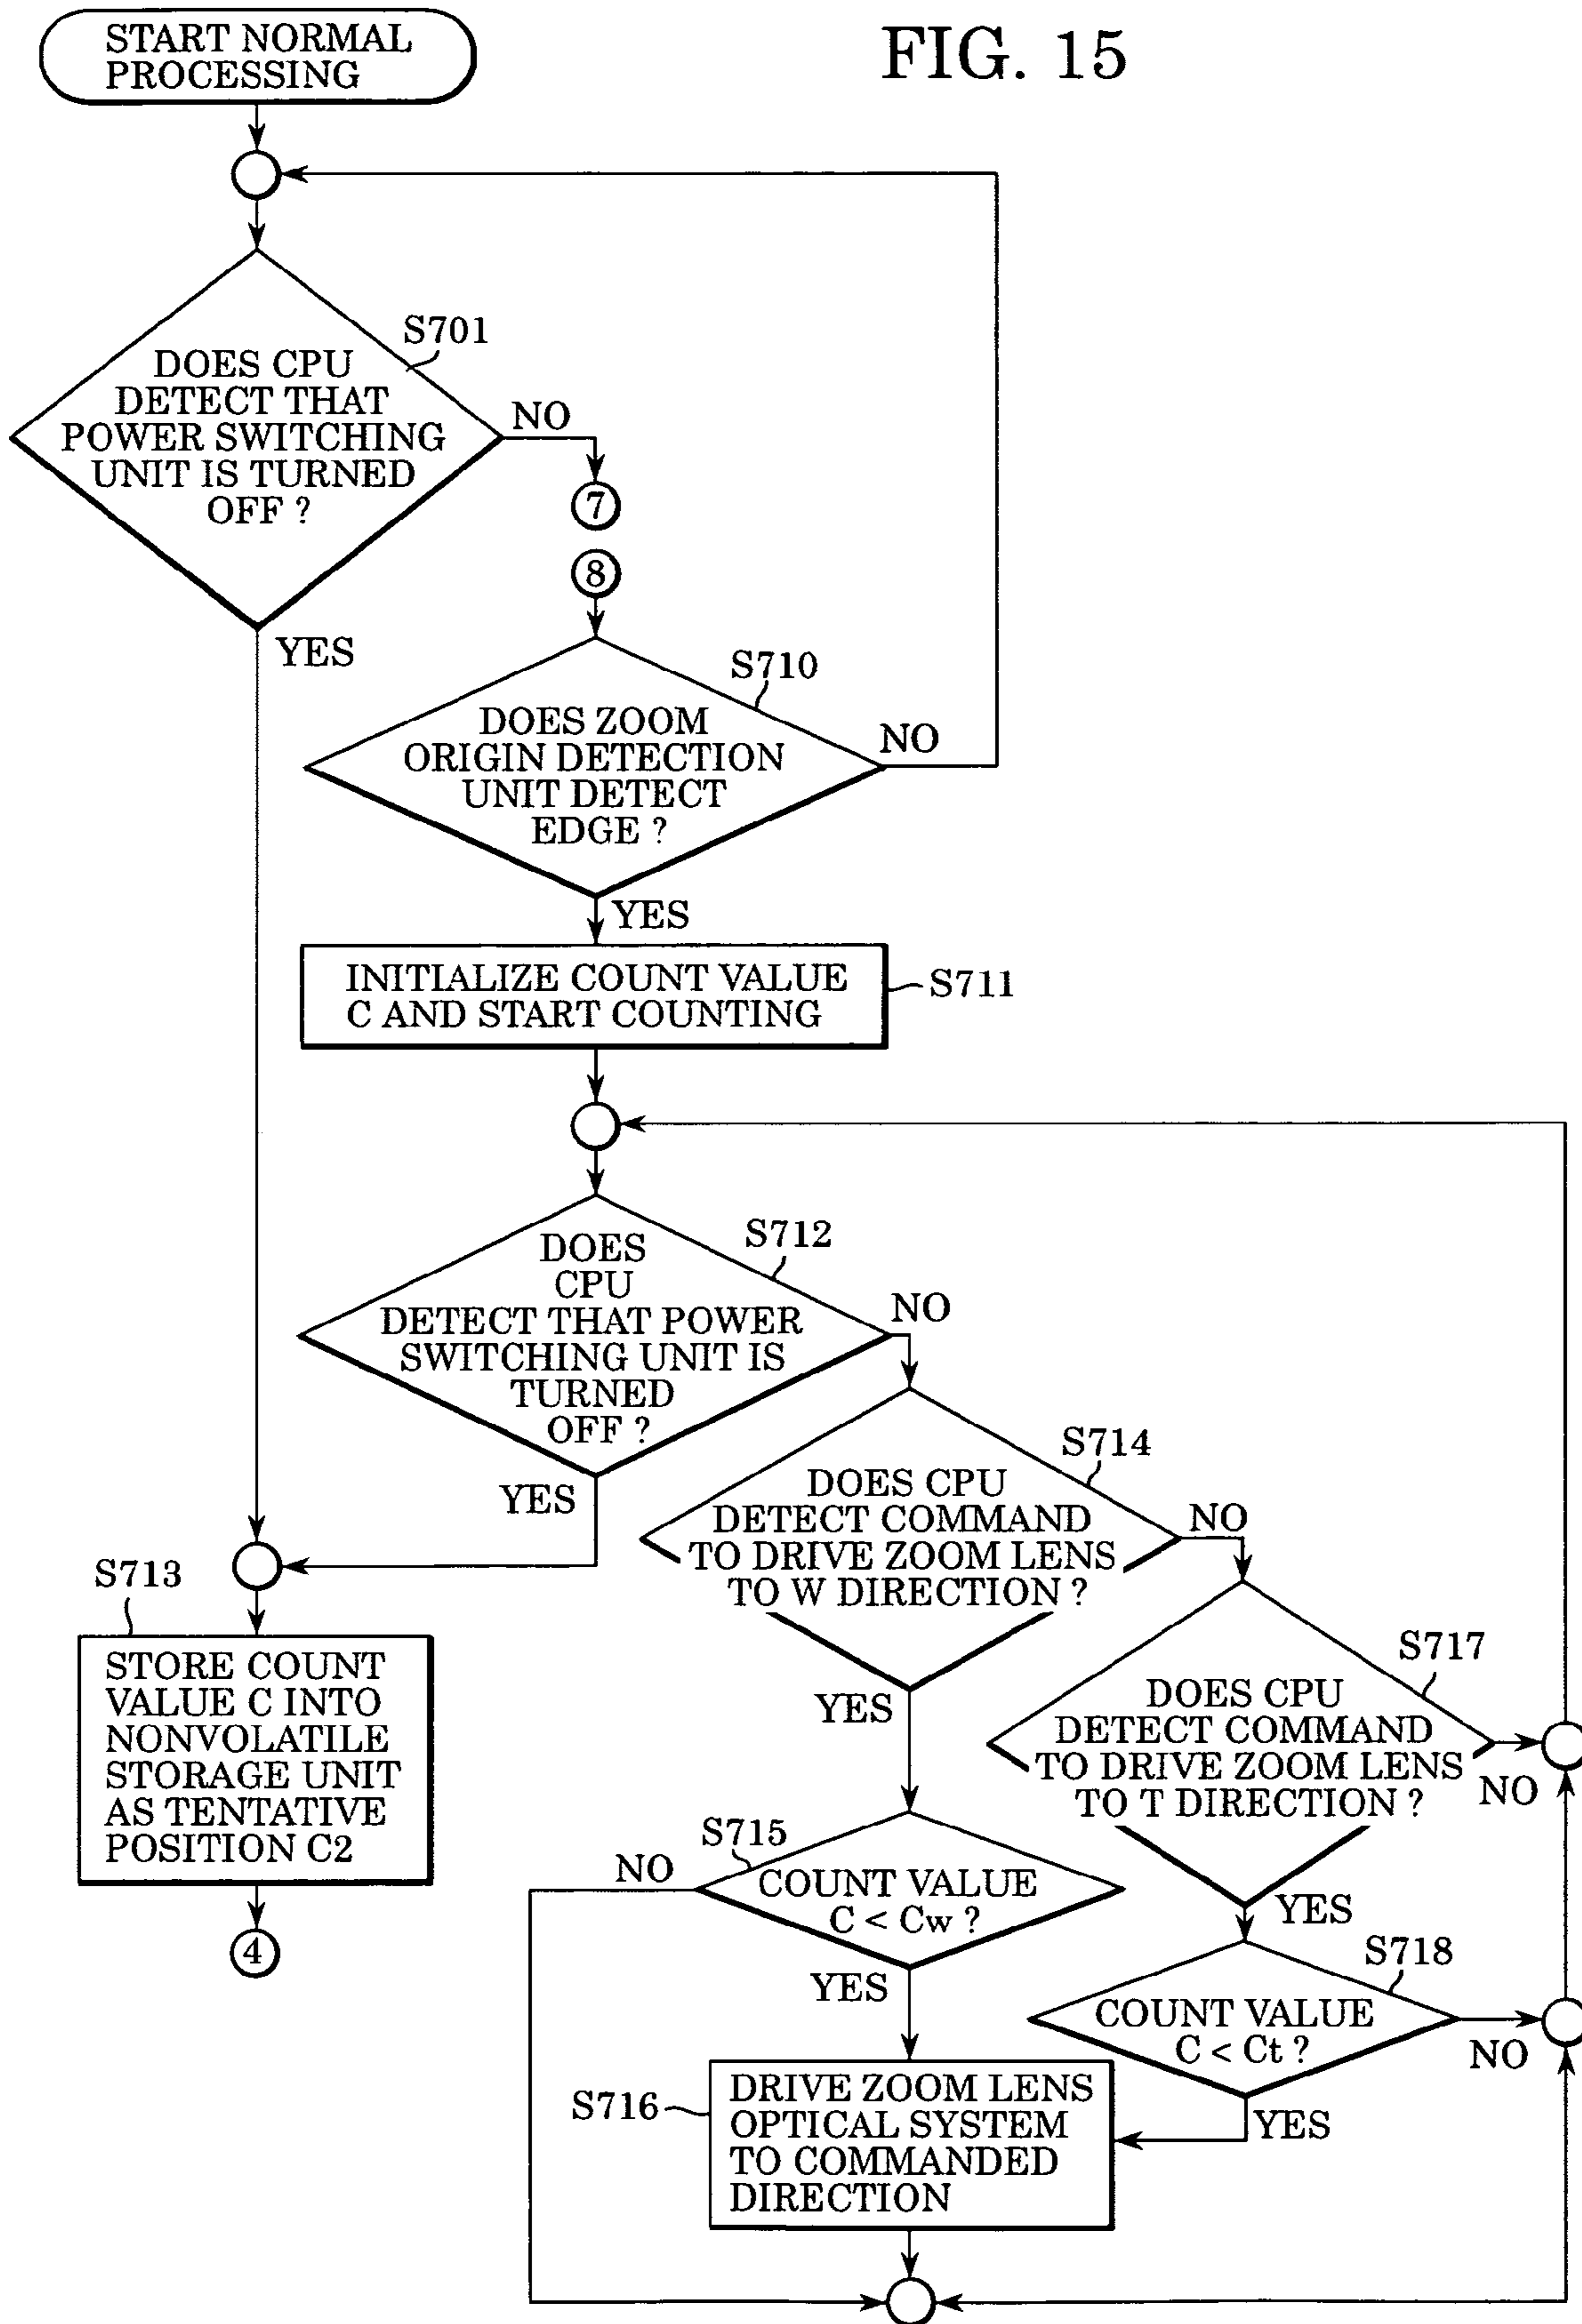 FIG. 15
START NORMAL
PROCESSING
S701
DOES CPU
DETECT THAT
POWER SWITCHING
UNIT IS TURNED
OFF ?
NO
7
8
YES
S710
DOES ZOOM
ORIGIN DETECTION
UNIT DETECT
EDGE ?
NO
YES
INITIALIZE COUNT VALUE
C AND START COUNTING
S711
S712
DOES
CPU
DETECT THAT POWER
SWITCHING UNIT IS
TURNED
OFF ?
NO
YES
S713
STORE COUNT
VALUE C INTO
NONVOLATILE
STORAGE UNIT
AS TENTATIVE
POSITION C2
4
S714
DOES CPU
DETECT COMMAND
TO DRIVE ZOOM LENS
TO W DIRECTION ?
NO
YES
S717
DOES CPU
DETECT COMMAND
TO DRIVE ZOOM LENS
TO T DIRECTION ?
NO
YES
S715
COUNT VALUE
C < Cw ?
NO
YES
S718
COUNT VALUE
C < Ct ?
NO
YES
S716
DRIVE ZOOM LENS
OPTICAL SYSTEM
TO COMMANDED
DIRECTION